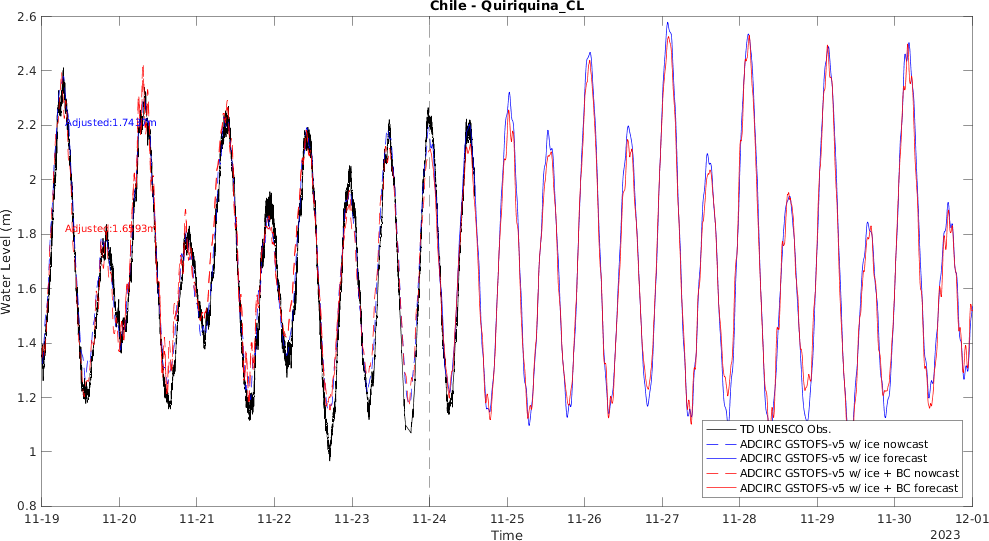 Chile - Quiriquina_CL
2.6
2.4
2.2
2
1.8
1.6
1.4
1.2
1
0.8
Water Level (m)
Adjusted:1.6593m
TD UNESCO Obs.
ADCIRC GSTOFS-v5 w/ ice nowcast
ADCIRC GSTOFS-v5 w/ ice forecast
ADCIRC GSTOFS-v5 w/ ice + BC nowcast
ADCIRC GSTOFS-v5 w/ ice + BC forecast
11-19 11-20 11-21 11-22 11-23 11-24 11-25 11-26 11-27 11-28 11-29 11-30 12-01
Time
2023